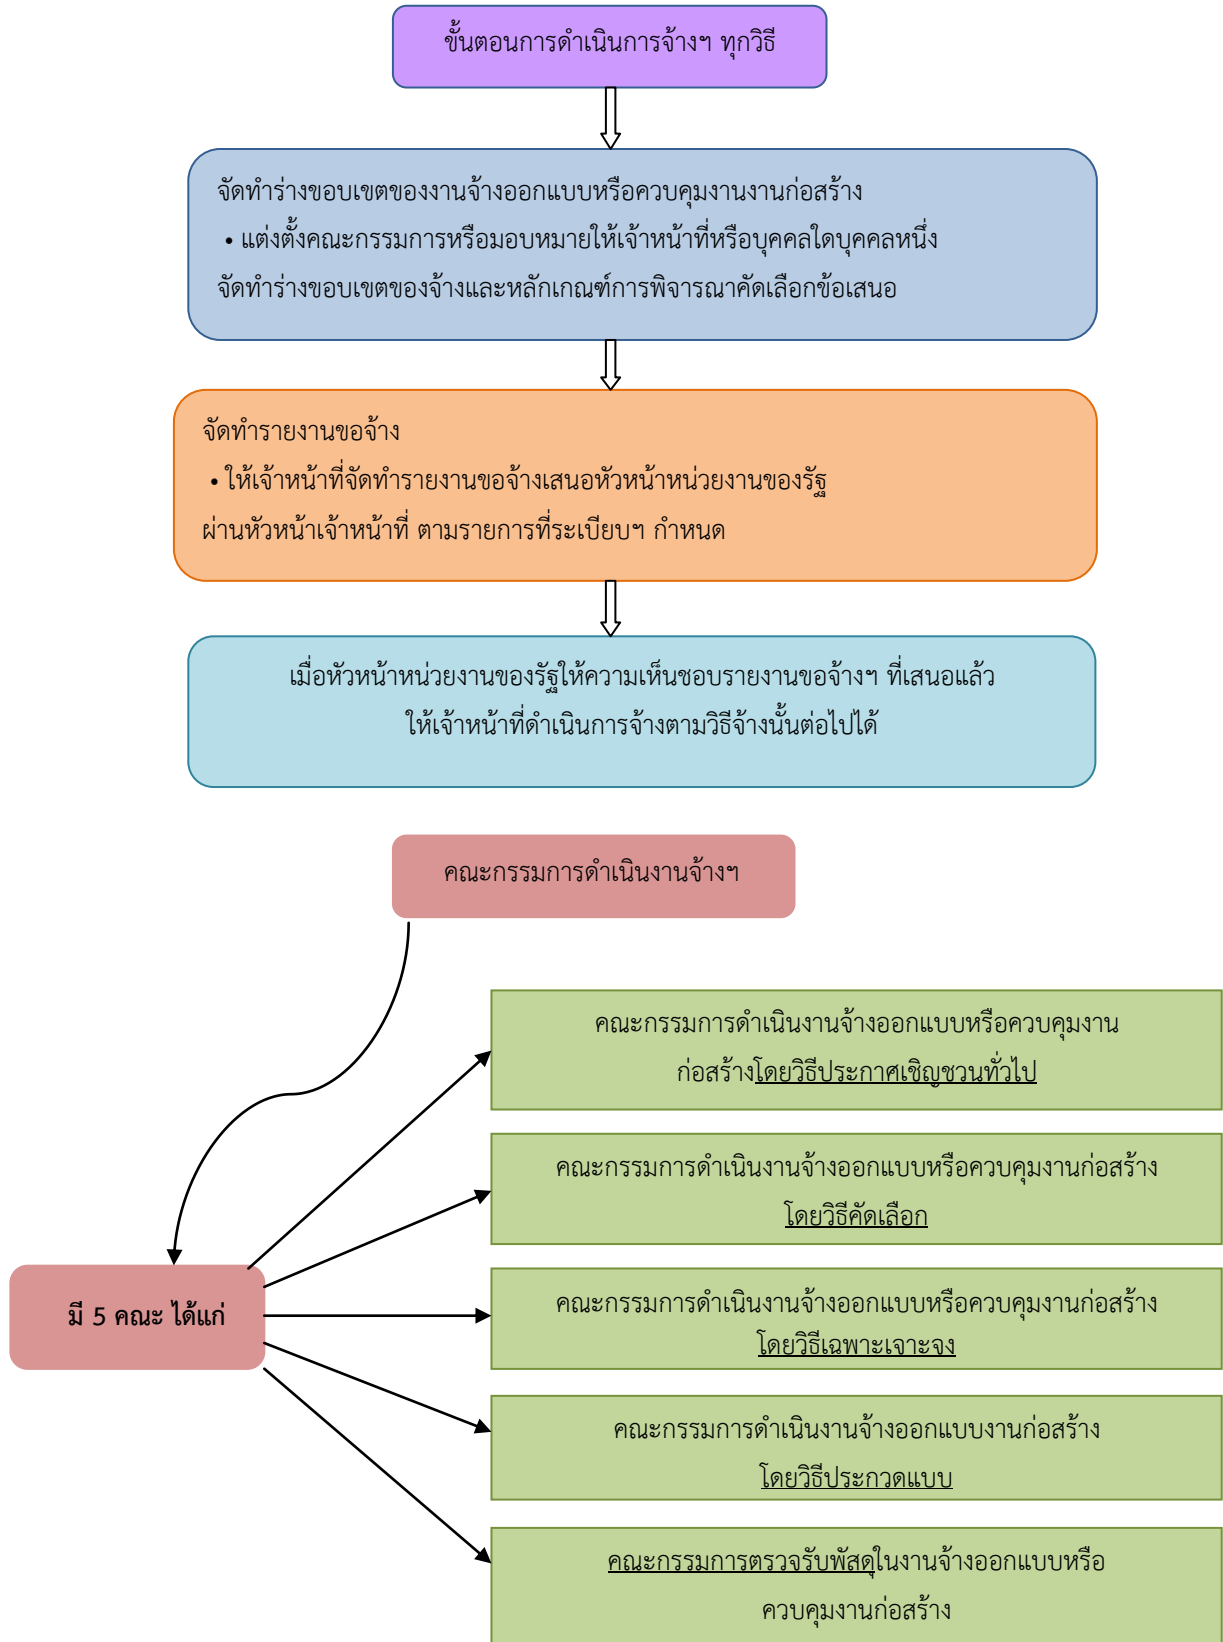 ขั้นตอนการดำเนินการจ้างฯ ทุกวิธี
จัดทำร่างขอบเขตของงานจ้างออกแบบหรือควบคุมงานงานก่อสร้าง
• แต่งตั้งคณะกรรมการหรือมอบหมายให้เจ้าหน้าที่หรือบุคคลใดบุคคลหนึ่ง
จัดทำร่างขอบเขตของจ้างและหลักเกณฑ์การพิจารณาคัดเลือกข้อเสนอ
จัดทำรายงานขอจ้าง
• ให้เจ้าหน้าที่จัดทำรายงานขอจ้างเสนอหัวหน้าหน่วยงานของรัฐ
ผ่านหัวหน้าเจ้าหน้าที่ ตามรายการที่ระเบียบฯ กำหนด
เมื่อหัวหน้าหน่วยงานของรัฐให้ความเห็นชอบรายงานขอจ้างฯ ที่เสนอแล้ว
ให้เจ้าหน้าที่ดำเนินการจ้างตามวิธีจ้างนั้นต่อไปได้
คณะกรรมการดำเนินงานจ้างฯ
มี 5 คณะ ได้แก่
คณะกรรมการดำเนินงานจ้างออกแบบหรือควบคุมงาน
ก่อสร้างโดยวิธีประกาศเชิญชวนทั่วไป
คณะกรรมการดำเนินงานจ้างออกแบบหรือควบคุมงานก่อสร้าง
โดยวิธีคัดเลือก
คณะกรรมการดำเนินงานจ้างออกแบบหรือควบคุมงานก่อสร้าง
โดยวิธีเฉพาะเจาะจง
คณะกรรมการดำเนินงานจ้างออกแบบงานก่อสร้าง
โดยวิธีประกวดแบบ
คณะกรรมการตรวจรับพัสดุในงานจ้างออกแบบหรือ
ควบคุมงานก่อสร้าง